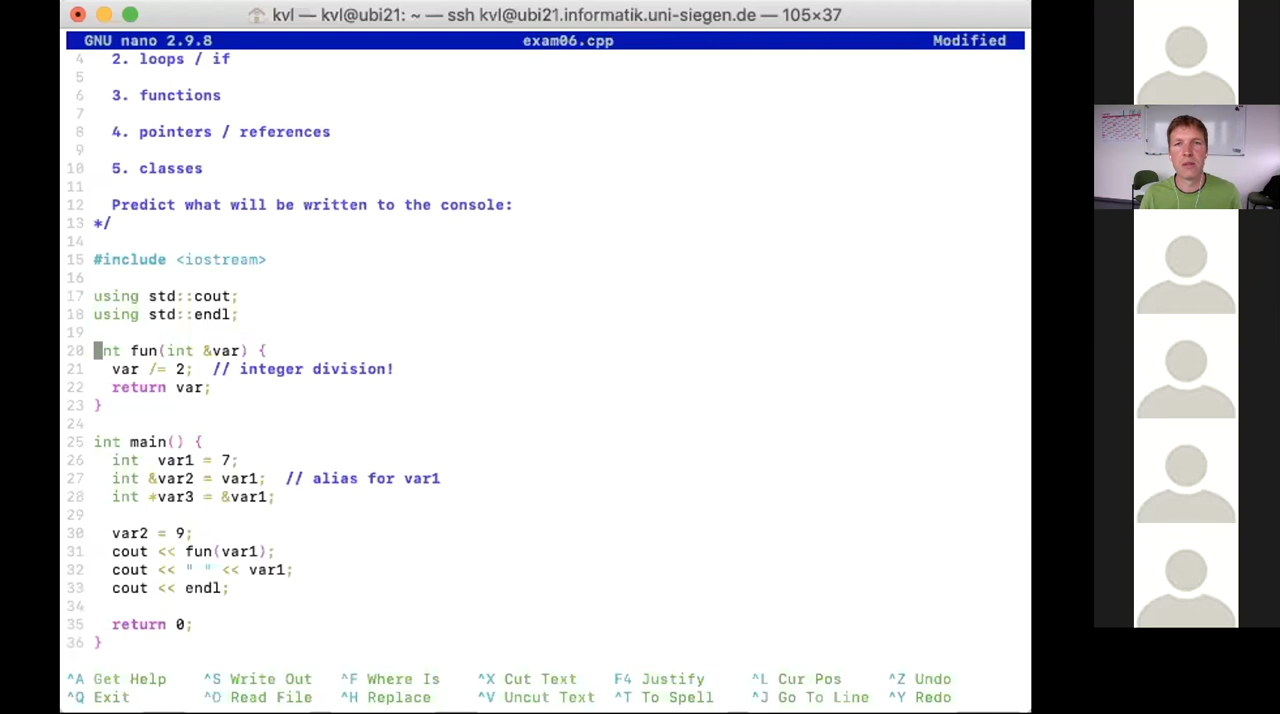 kvl — kvl@ubi21: ~ — ssh kvl@ubi21.informatik.uni-siegen.de — 105×37
GNU nano 2.9.8 exam06.cpp Modified
4 2. loops / if
5
6 3. functions
7
8 4. pointers / references
9
10 5. classes
11
12 Predict what will be written to the console:
13 */
14
15 #include <iostream>
16
17 using std::cout;
18 using std::endl;
19
20 int fun(int &var) {
21 var /= 2; // integer division!
22 return var;
23 }
24
25 int main() {
26 int var1 = 7;
27 int &var2 = var1; // alias for var1
28 int *var3 = &var1;
29
30 var2 = 9;
31 cout << fun(var1);
32 cout << " " << var1;
33 cout << endl;
34
35 return 0;
36 }
^A Get Help ^S Write Out ^F Where Is ^X Cut Text F4 Justify ^L Cur Pos ^Z Undo
^Q Exit ^O Read File ^H Replace ^V Uncut Text ^T To Spell ^J Go To Line ^Y Redo